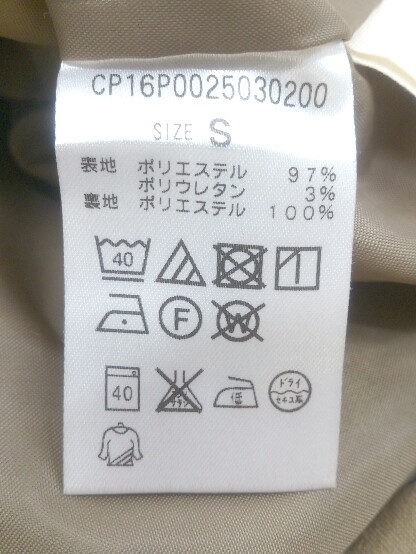 CP16P0025030200
SIZE S
表地 ポリエステル 97%
ポリウレタン 3%
裏地 ポリエステル 100%
40
F
W
40
低 ドライ
セキユ系